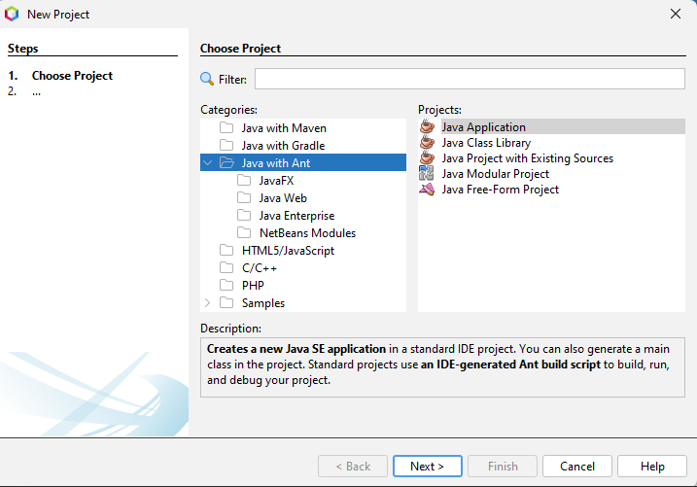 New Project
Steps
1. Choose Project
2. ...
Choose Project
Filter:
Categories:
Java with Maven
Java with Gradle
Java with Ant
JavaFX
Java Web
Java Enterprise
NetBeans Modules
HTML5/JavaScript
C/C++
PHP
Samples
Projects:
Java Application
Java Class Library
Java Project with Existing Sources
Java Modular Project
Java Free-Form Project
Description:
Creates a new Java SE application in a standard IDE project. You can also generate a main
class in the project. Standard projects use an IDE-generated Ant build script to build, run,
and debug your project.
< Back
Next >
Finish
Cancel
Help